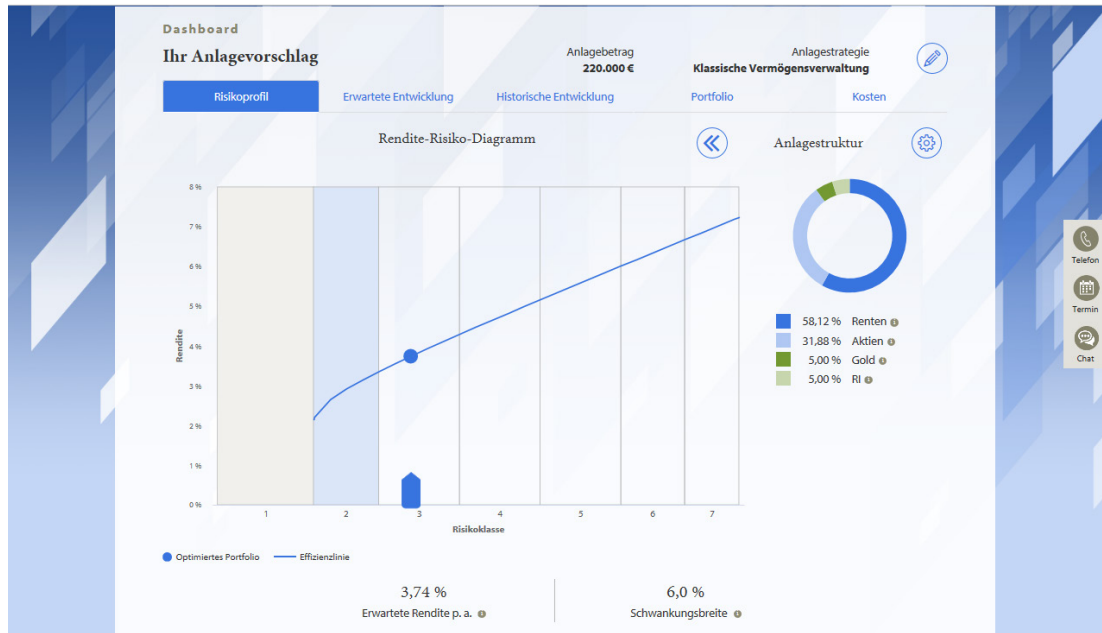 Dashboard
Ihr Anlagevorschlag
Anlagebetrag
220.000 €
Anlagestrategie
Klassische Vermögensverwaltung
Risikoprofil
Erwartete Entwicklung
Historische Entwicklung
Portfolio
Kosten
Rendite-Risiko-Diagramm
Anlagestruktur
8 %
7 %
6 %
5 %
4 %
3 %
2 %
1 %
0 %
Rendite
1 2 3 4 5 6 7
Risikoklasse
Optimiertes Portfolio Effizienzlinie
58,12 % Renten
31,88 % Aktien
5,00 % Gold
5,00 % RI
Telefon
Termin
Chat
3,74 %
Erwartete Rendite p. a.
6,0 %
Schwankungsbreite